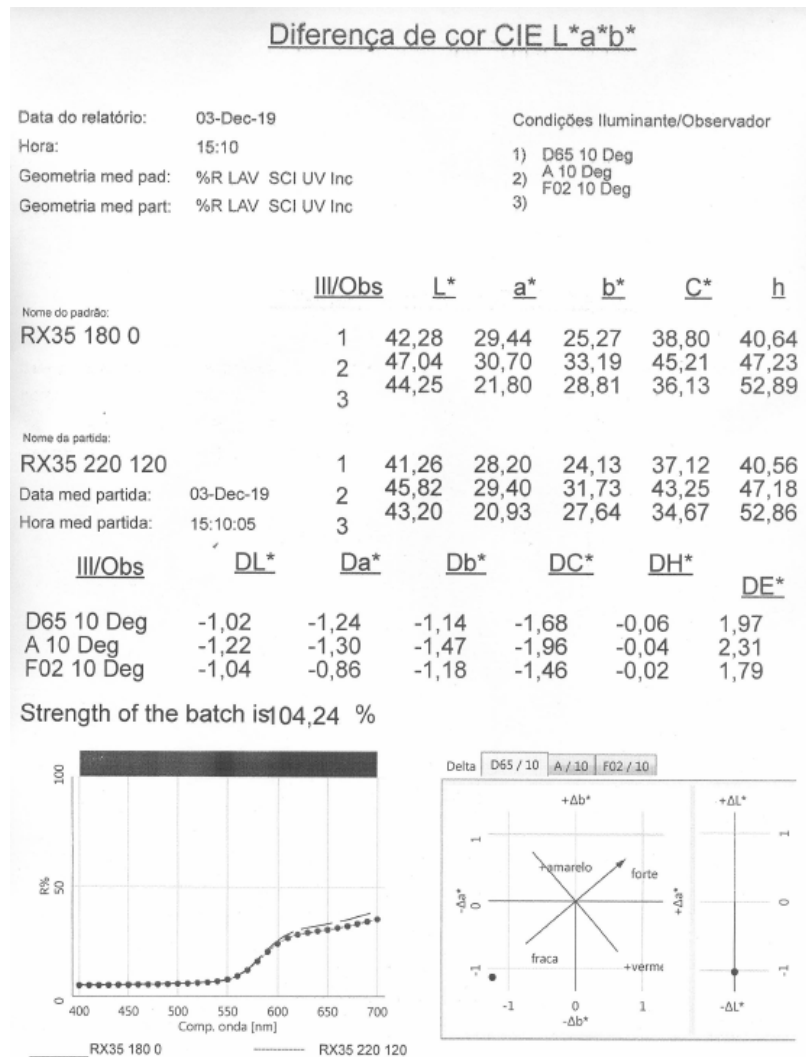 Diferença de cor CIE L*a*b*
Data do relatório: 03-Dec-19
Condições Iluminante/Observador
Hora: 15:10
1) D65 10 Deg
2) A 10 Deg
3) F02 10 Deg
Geometria med pad: %R LAV SCI UV Inc
Geometria med part: %R LAV SCI UV Inc
Ill/Obs L* a* b* C* h
Nome do padrão:
RX35 180 0 1 42,28 29,44 25,27 38,80 40,64
2 47,04 30,70 33,19 45,21 47,23
3 44,25 21,80 28,81 36,13 52,89
Nome da partida:
RX35 220 120 1 41,26 28,20 24,13 37,12 40,56
Data med partida: 03-Dec-19 2 45,82 29,40 31,73 43,25 47,18
Hora med partida: 15:10:05 3 43,20 20,93 27,64 34,67 52,86
Ill/Obs DL* Da* Db* DC* DH* DE*
D65 10 Deg -1,02 -1,24 -1,14 -1,68 -0,06 1,97
A 10 Deg -1,22 -1,30 -1,47 -1,96 -0,04 2,31
F02 10 Deg -1,04 -0,86 -1,18 -1,46 -0,02 1,79
Strength of the batch is104,24 %
R%
100
50
0
400 450 500 550 600 650 700
Comp. onda [nm]
RX35 180 0 RX35 220 120
Delta D65 / 10 A / 10 F02 / 10
+Δb*
+ΔL*
1
1
+amarelo
forte
-Δa*
0
+Δa*
0
fraca
+verme
-1
-1
-1 0 1
-Δb*
-ΔL*